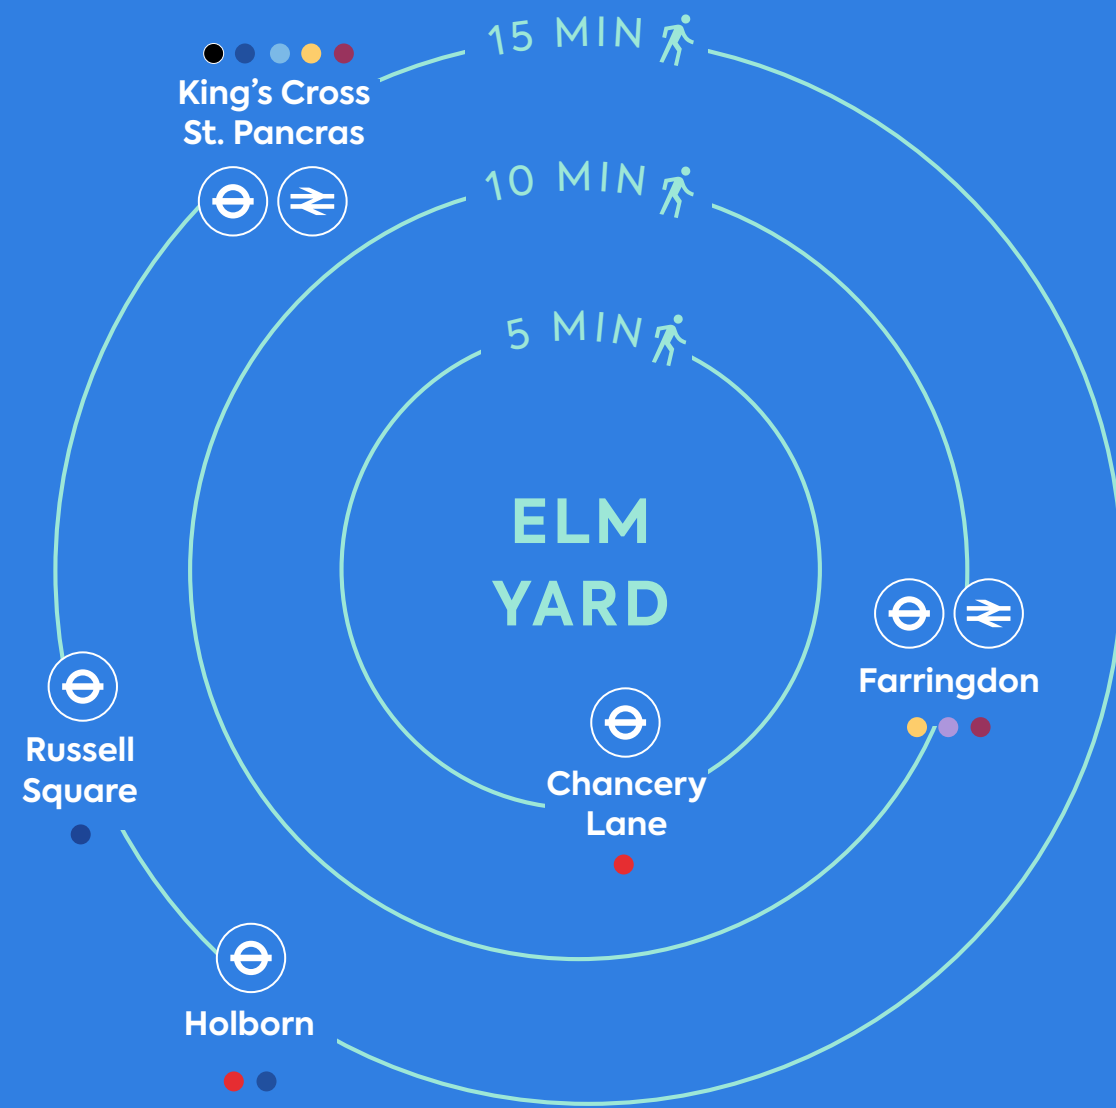 15 MIN
King's Cross
St. Pancras
10 MIN
5 MIN
ELM
YARD
Farringdon
Russell
Square
Chancery
Lane
Holborn